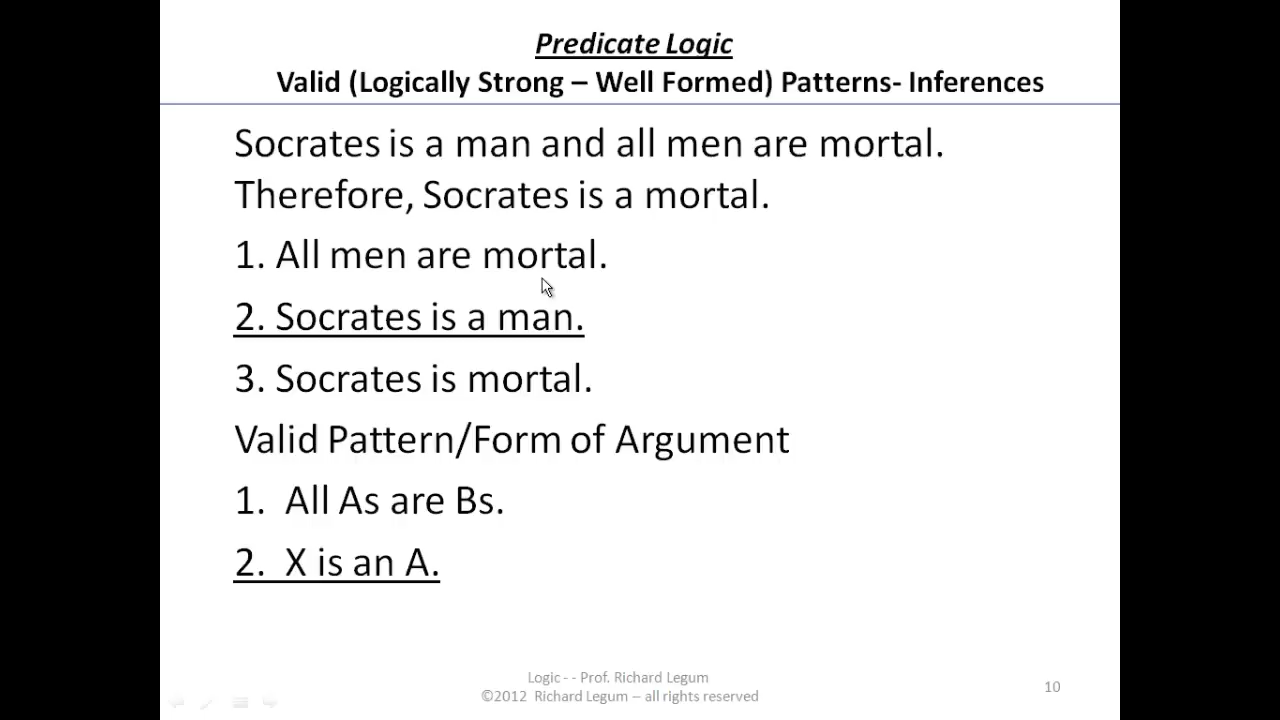 Predicate Logic
Valid (Logically Strong – Well Formed) Patterns- Inferences
Socrates is a man and all men are mortal.
Therefore, Socrates is a mortal.
1. All men are mortal.
2. Socrates is a man.
3. Socrates is mortal.
Valid Pattern/Form of Argument
1. All As are Bs.
2. X is an A.
Logic - - Prof. Richard Legum
©2012 Richard Legum – all rights reserved
10